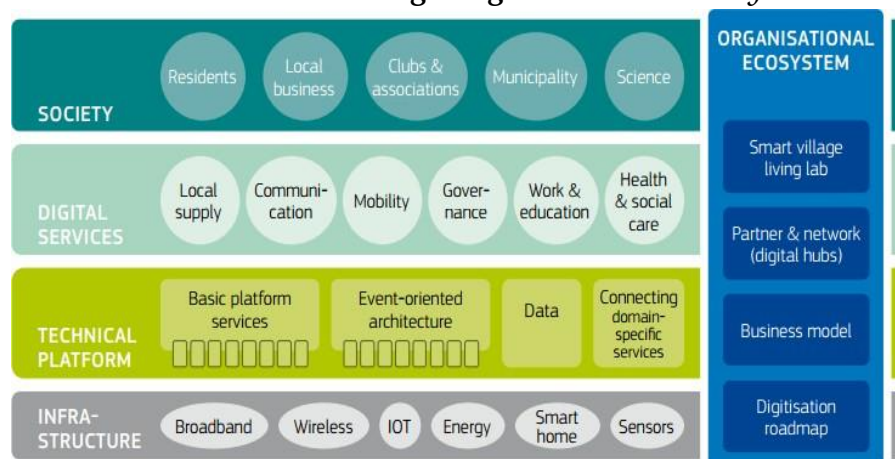 SOCIETY
Residents
Local
business
Clubs &
associations
Municipality
Science
DIGITAL
SERVICES
Local
supply
Communi-
cation
Mobility
Gover-
nance
Work &
education
Health
& social
care
TECHNICAL
PLATFORM
Basic platform
services
Event-oriented
architecture
Data
Connecting
domain-
specific
services
INFRA-
STRUCTURE
Broadband
Wireless
IOT
Energy
Smart
home
Sensors
ORGANISATIONAL
ECOSYSTEM
Smart village
living lab
Partner & network
(digital hubs)
Business model
Digitisation
roadmap